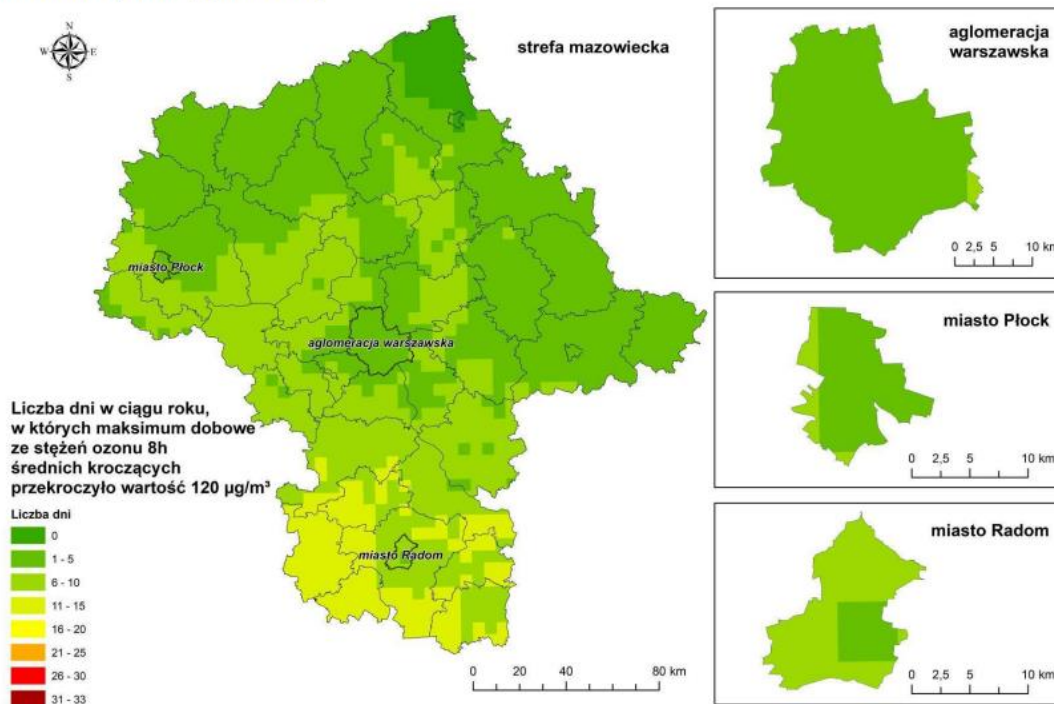 N
W E
S
strefa mazowiecka
miasto Płock
aglomeracja warszawska
miasto Radom
Liczba dni w ciągu roku,
w których maksimum dobowe
ze stężeń ozonu 8h
średnich kroczących
przekroczyło wartość 120 µg/m³
Liczba dni
0
1 - 5
6 - 10
11 - 15
16 - 20
21 - 25
26 - 30
31 - 33
0 20 40 80 km
aglomeracja
warszawska
0 2,5 5 10 km
miasto Płock
0 2,5 5 10 km
miasto Radom
0 2,5 5 10 km